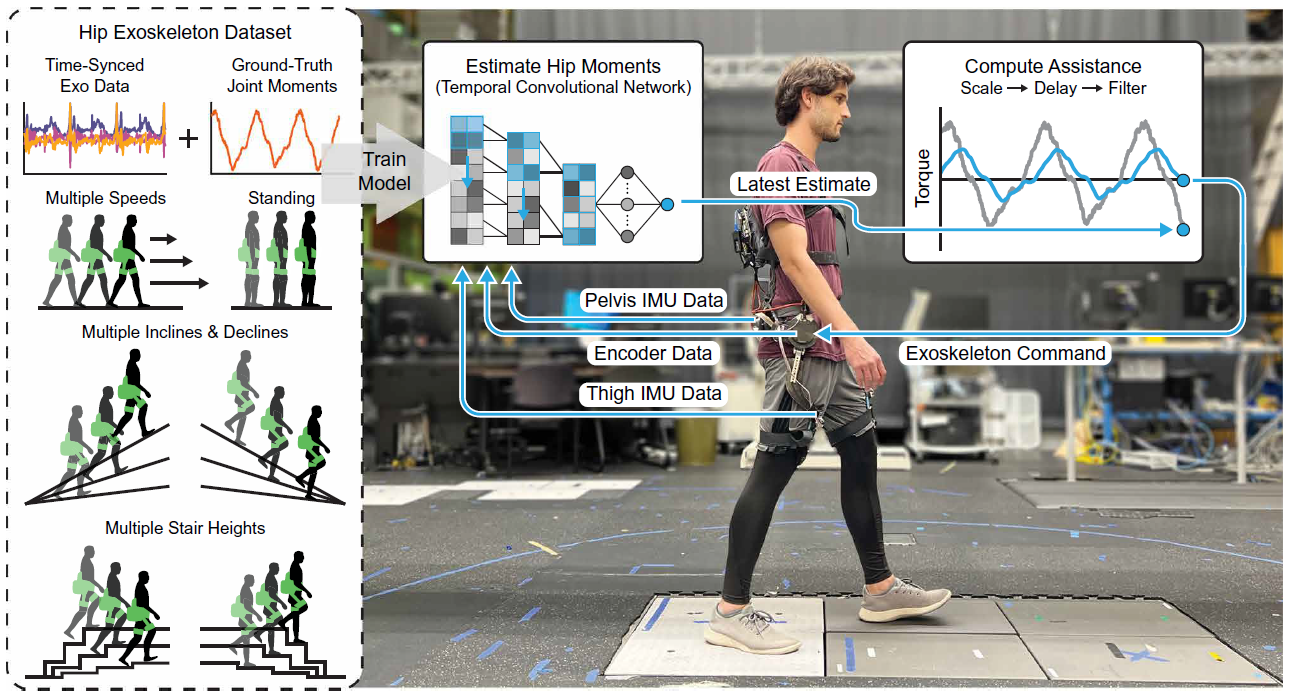 Hip Exoskeleton Dataset
Time-Synced
Exo Data
Ground-Truth
Joint Moments
+
Multiple Speeds
Standing
Multiple Inclines & Declines
Multiple Stair Heights
Train
Model
Estimate Hip Moments
(Temporal Convolutional Network)
Latest Estimate
Compute Assistance
Scale → Delay → Filter
Torque
Pelvis IMU Data
Encoder Data
Thigh IMU Data
Exoskeleton Command